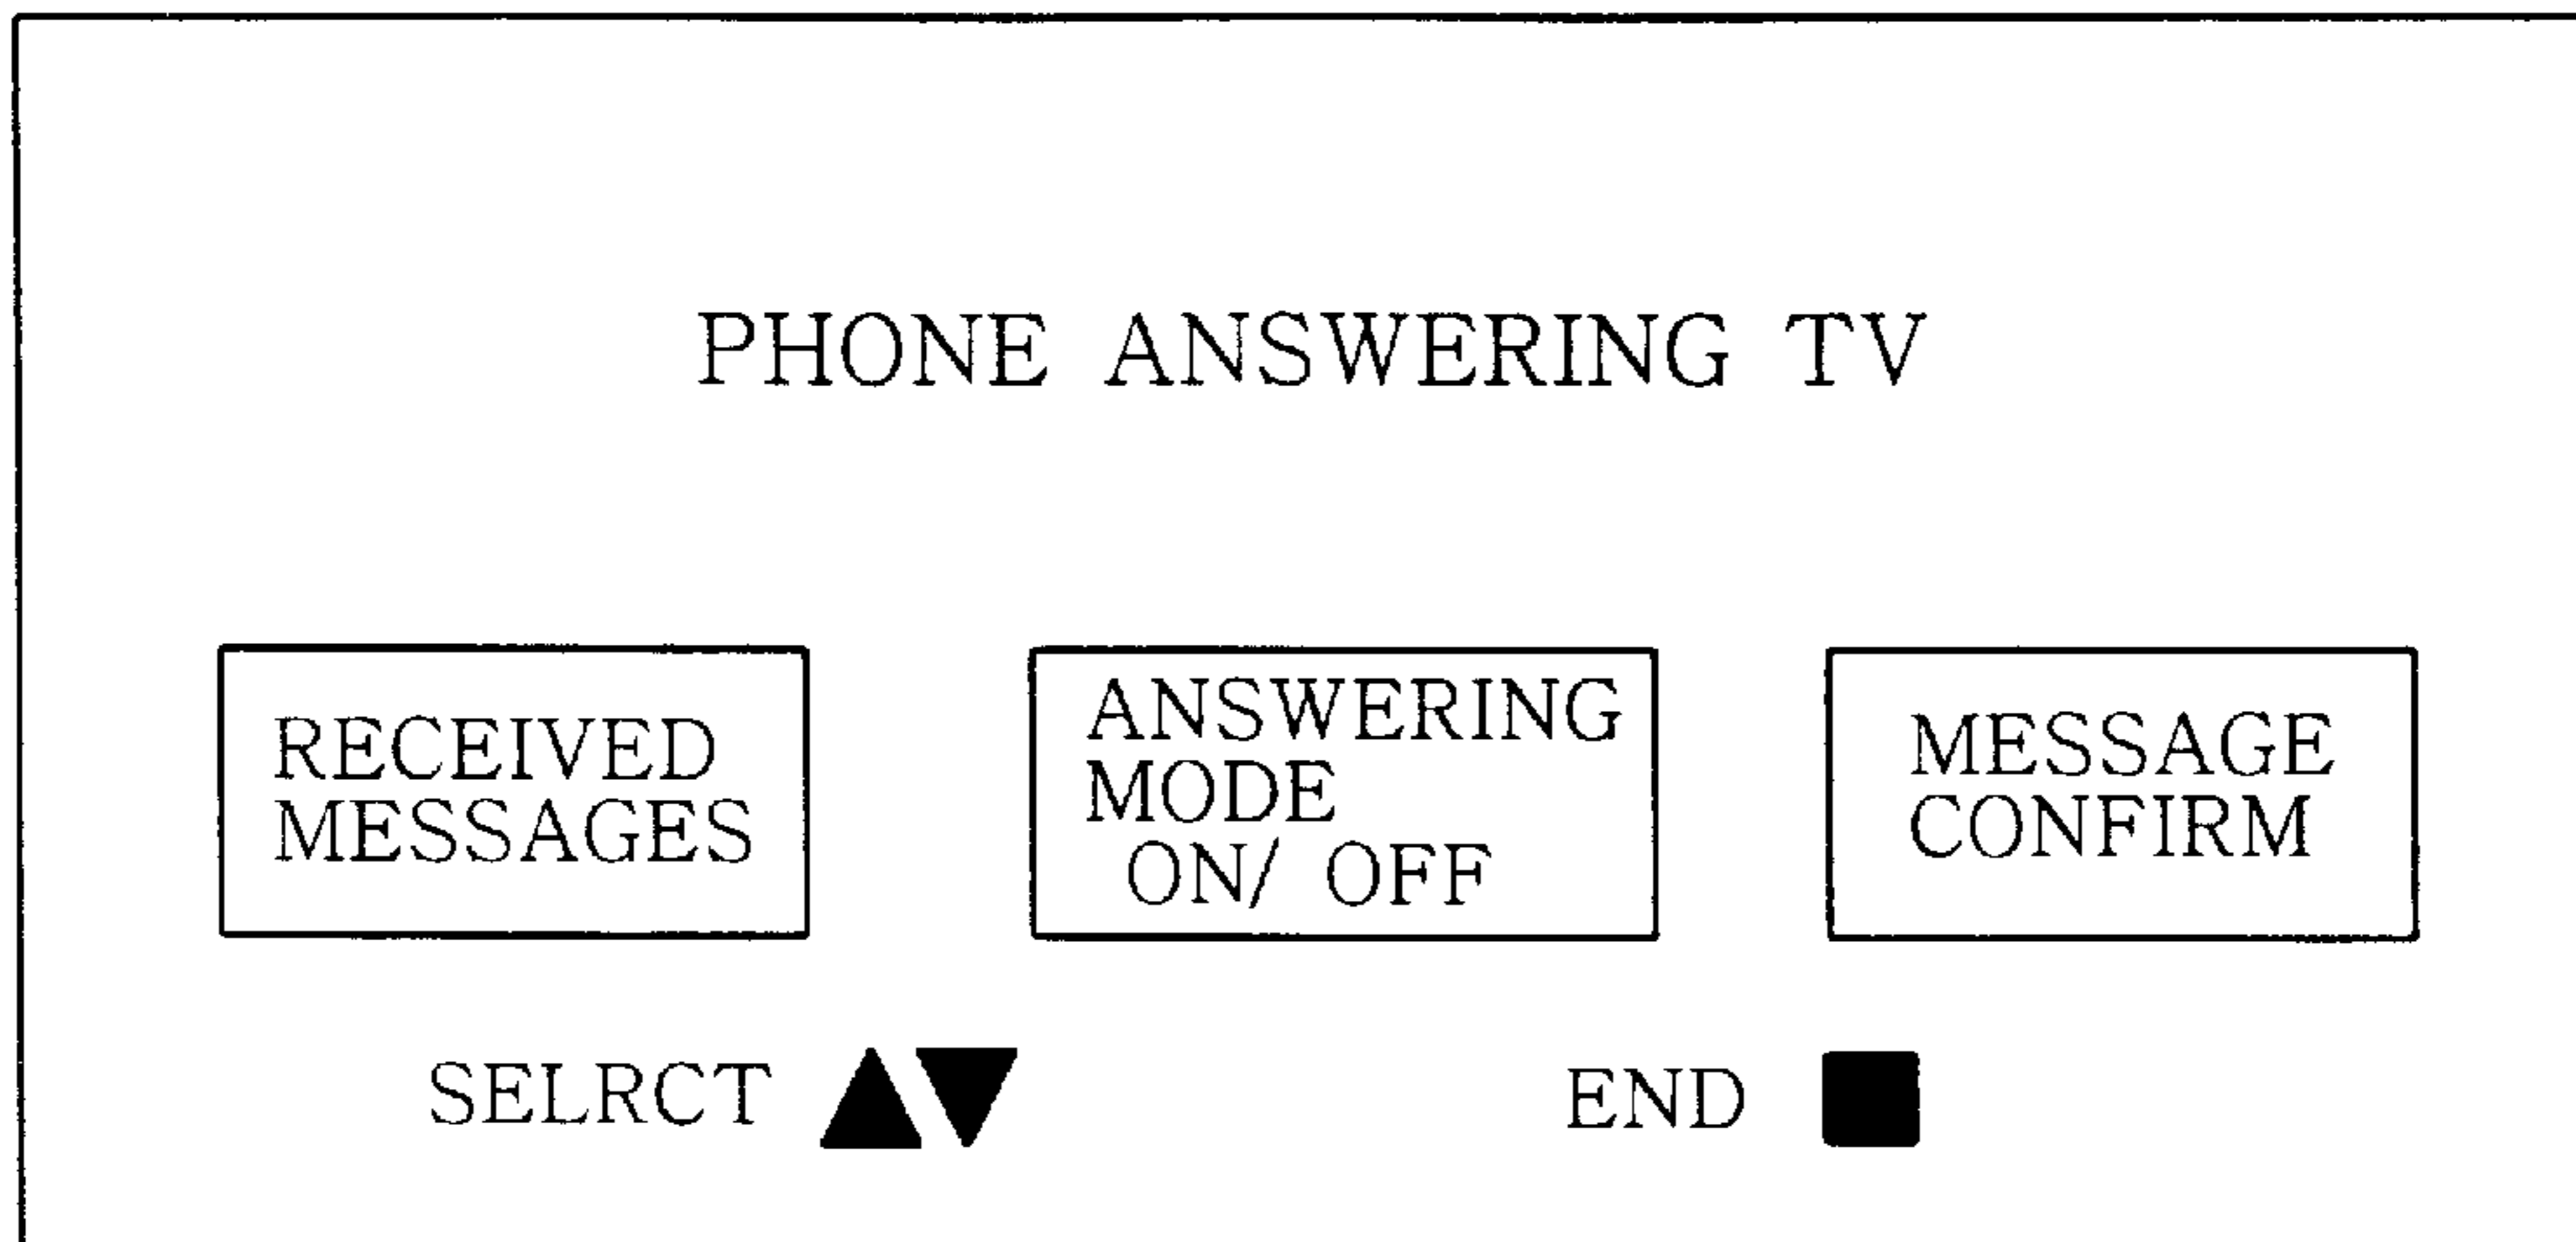 PHONE ANSWERING TV
RECEIVED
MESSAGES
ANSWERING
MODE
ON/ OFF
MESSAGE
CONFIRM
SELRCT ▲▼
END ■